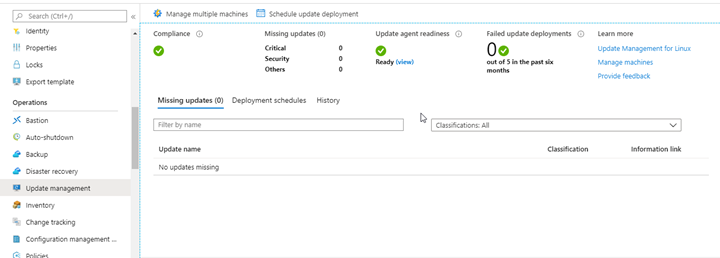 Search (Ctrl+/)
«
Identity
Properties
Locks
Export template
Operations
Bastion
Auto-shutdown
Backup
Disaster recovery
Update management
Inventory
Change tracking
Configuration management ...
Policies
Manage multiple machines
Schedule update deployment
Compliance
Missing updates (0)
Critical 0
Security 0
Others 0
Update agent readiness
Ready (view)
Failed update deployments
0
out of 5 in the past six
months
Learn more
Update Management for Linux
Manage machines
Provide feedback
Missing updates (0) Deployment schedules History
Filter by name
Classifications: All
Update name Classification Information link
No updates missing